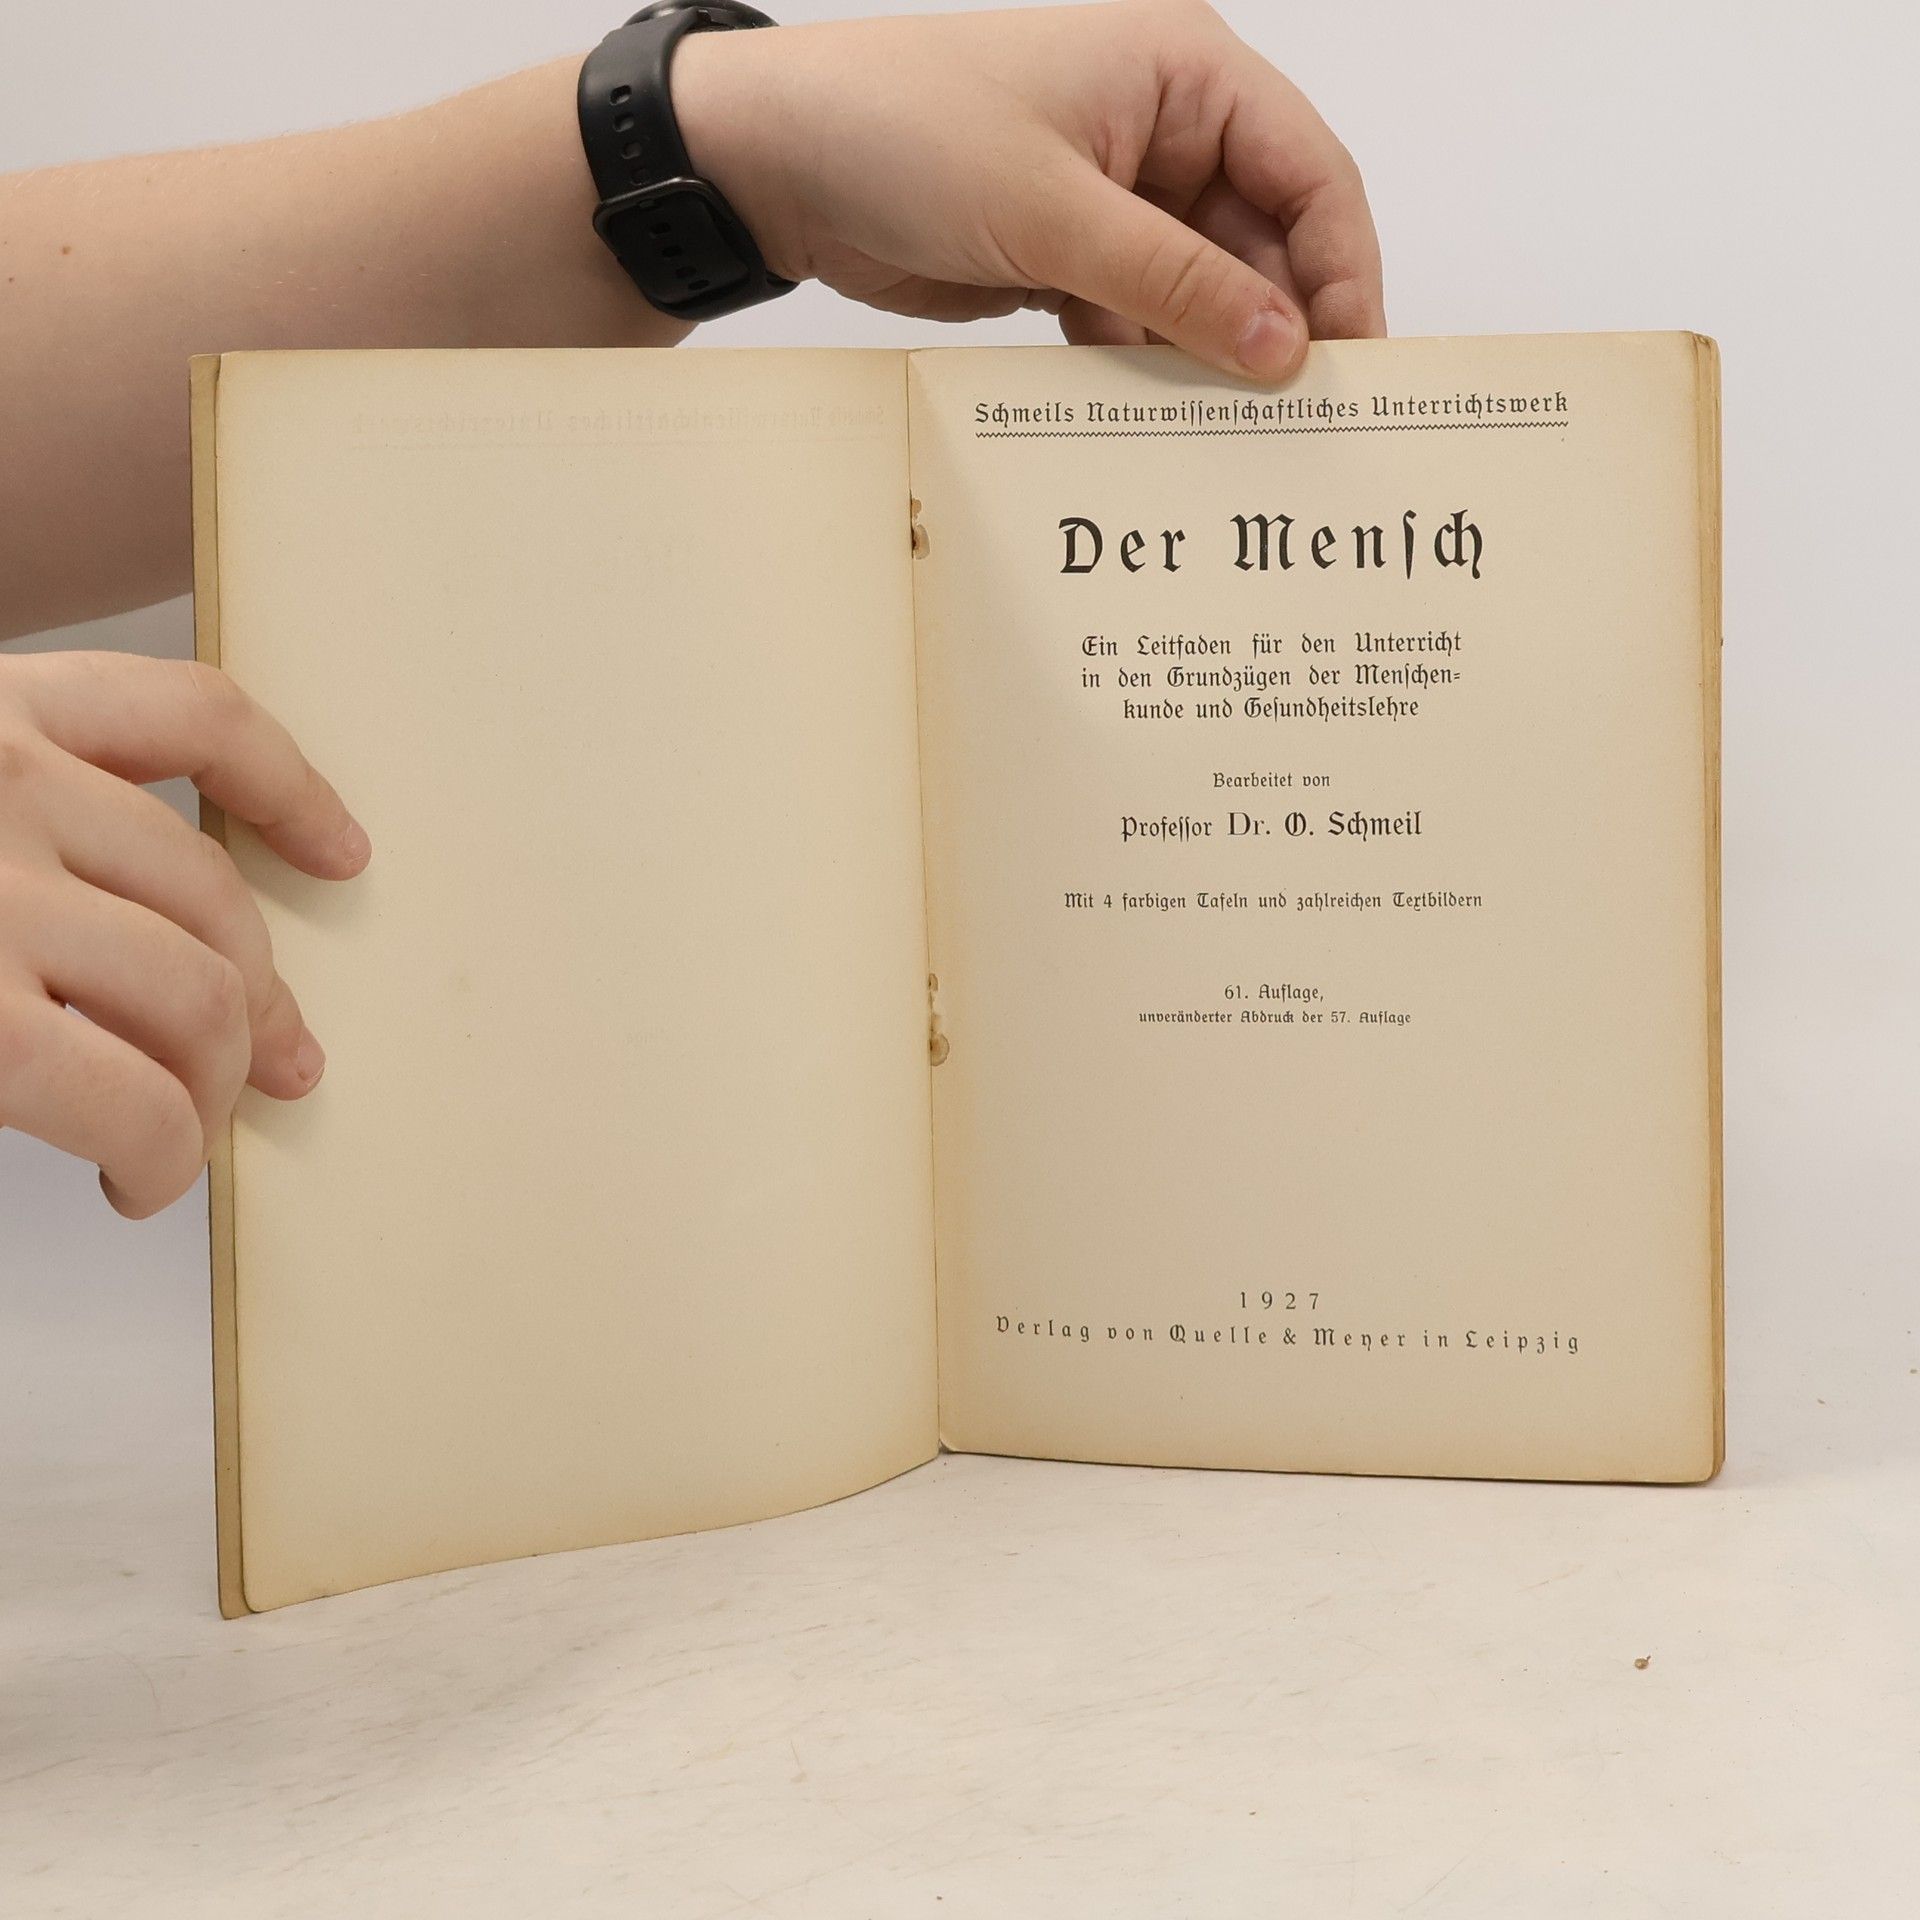 Schmeils Naturwiſſenſchaftliches Unterrichtswerk
Der Menſch
Ein Leitfaden für den Unterricht
in den Grundzügen der Menſchen⸗
kunde und Geſundheitslehre
Bearbeitet von
Profeſſor Dr. O. Schmeil
Mit 4 farbigen Tafeln und zahlreichen Textbildern
61. Auflage,
unveränderter Abdruck der 57. Auflage
1927
Verlag von Quelle & Meyer in Leipzig